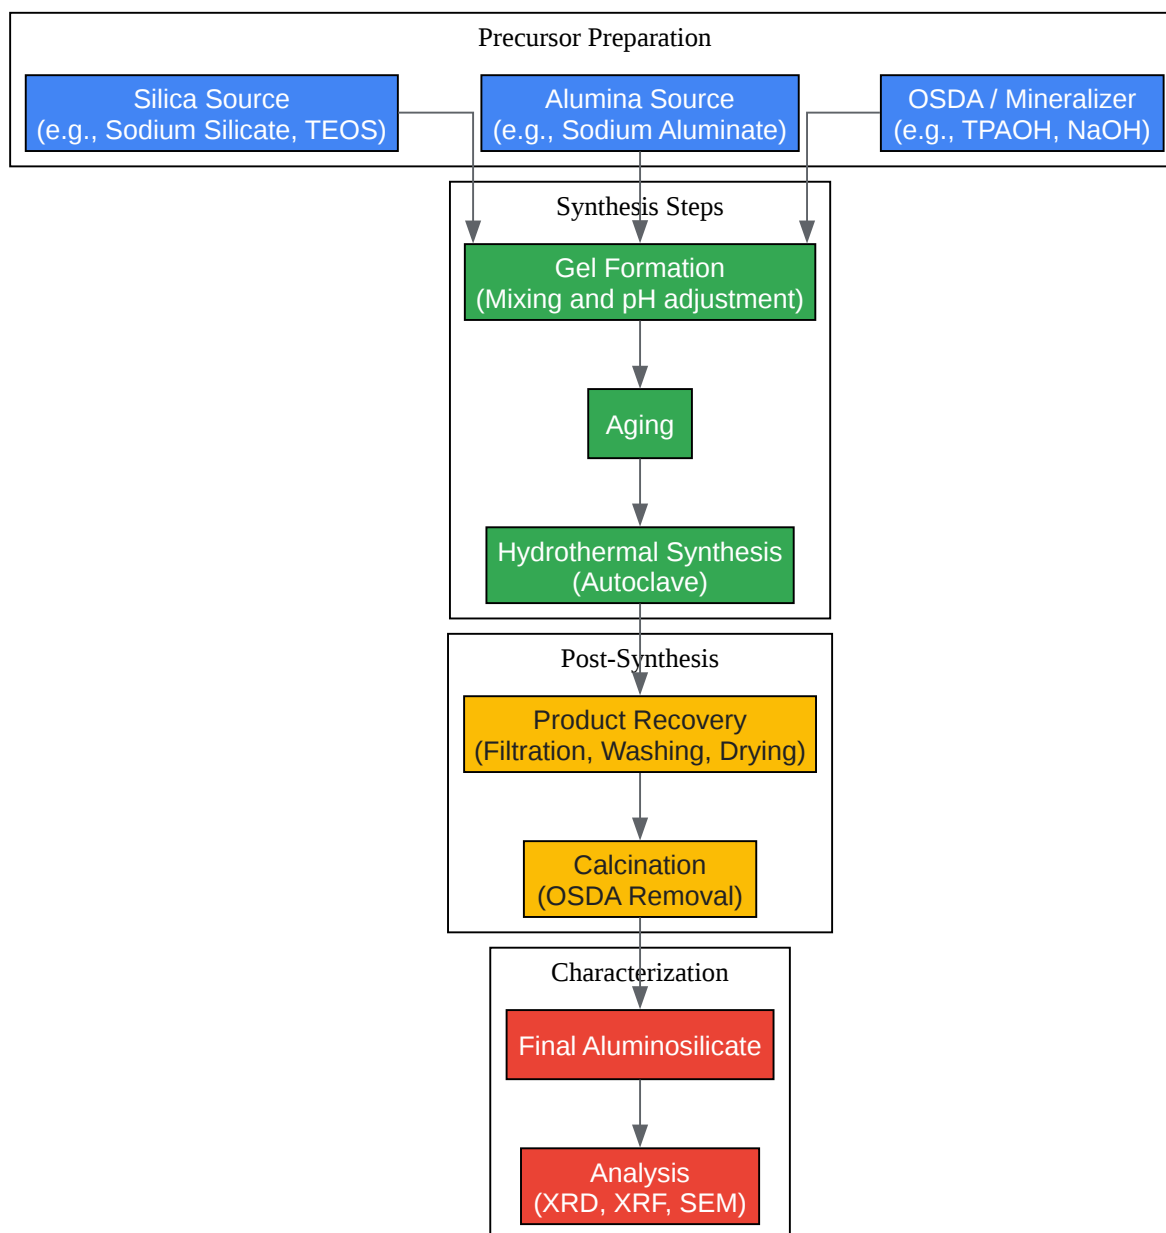 Precursor Preparation
Silica Source
(e.g., Sodium Silicate, TEOS)
Alumina Source
(e.g., Sodium Aluminate)
OSDA / Mineralizer
(e.g., TPAOH, NaOH)
Synthesis Steps
Gel Formation
(Mixing and pH adjustment)
Aging
Hydrothermal Synthesis
(Autoclave)
Post-Synthesis
Product Recovery
(Filtration, Washing, Drying)
Calcination
(OSDA Removal)
Characterization
Final Aluminosilicate
Analysis
(XRD, XRF, SEM)